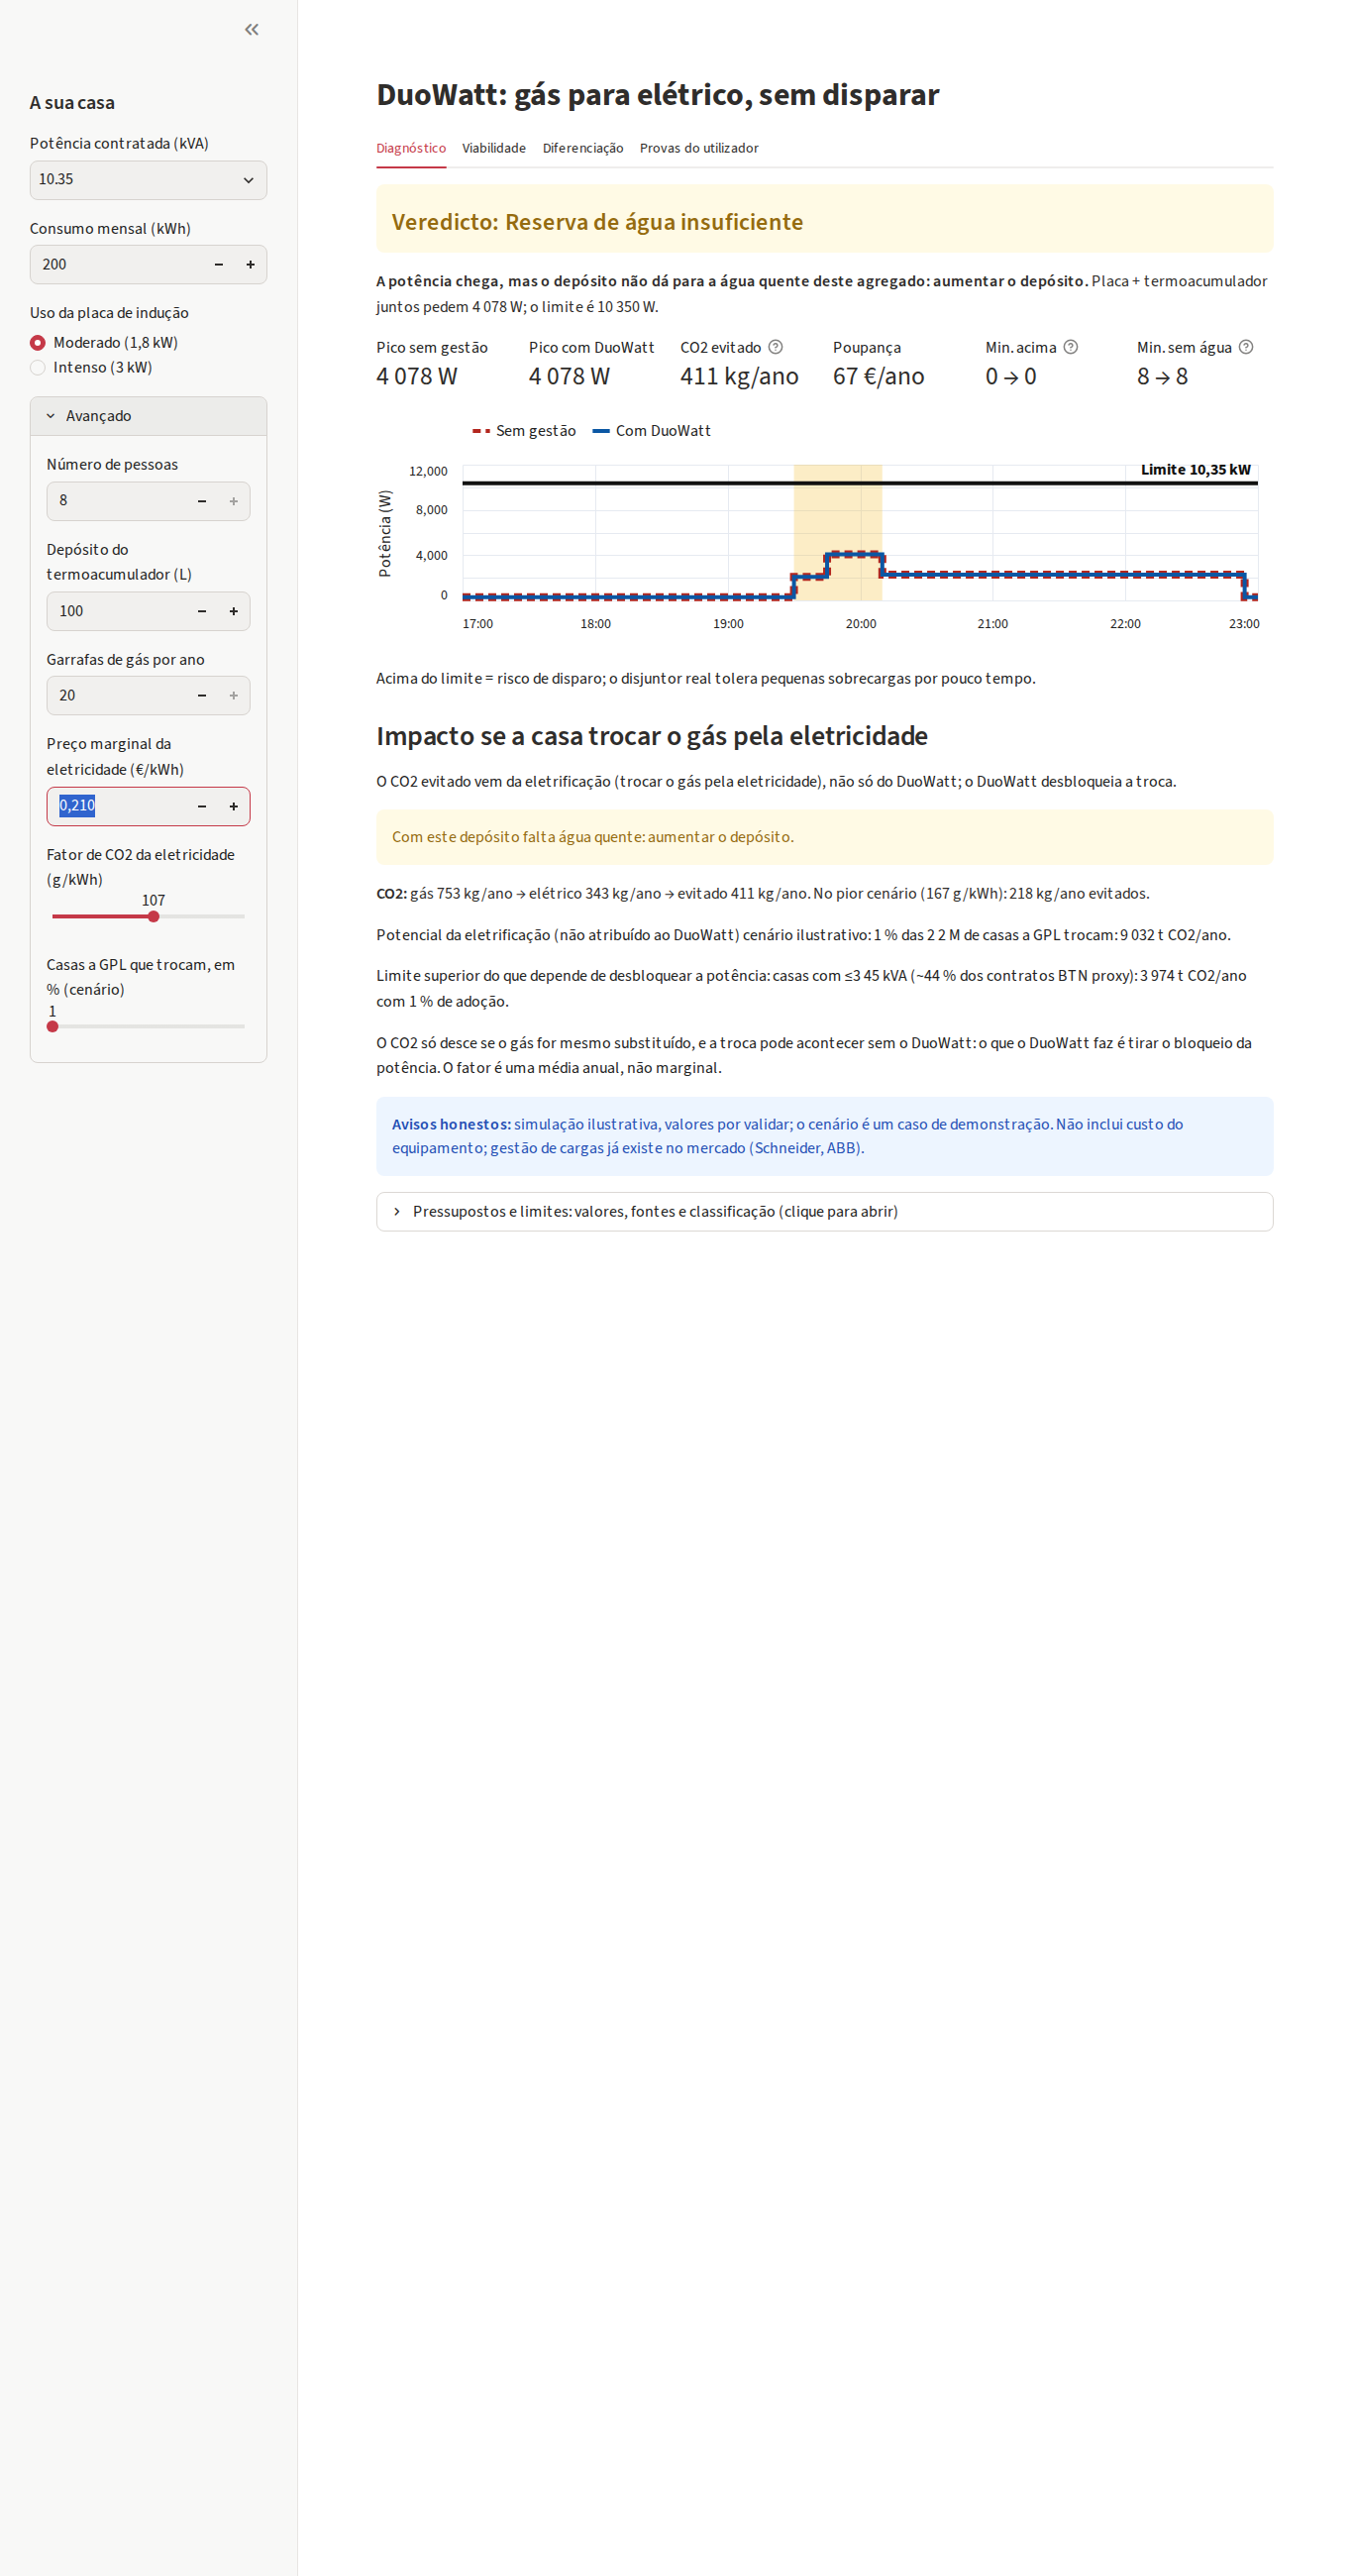 A sua casa
Potência contratada (kVA)
10.35
Consumo mensal (kWh)
200
Uso da placa de indução
Moderado (1,8 kW)
Intenso (3 kW)
Avançado
Número de pessoas
8
Depósito do
termoacumulador (L)
100
Garrafas de gás por ano
20
Preço marginal da
eletricidade (€/kWh)
0,210
Fator de CO2 da eletricidade
(g/kWh)
107
Casas a GPL que trocam, em
% (cenário)
1
DuoWatt: gás para elétrico, sem disparar
Diagnóstico Viabilidade Diferenciação Provas do utilizador
Veredicto: Reserva de água insuficiente
A potência chega, mas o depósito não dá para a água quente deste agregado: aumentar o depósito. Placa + termoacumulador
juntos pedem 4 078 W; o limite é 10 350 W.
Pico sem gestão Pico com DuoWatt CO2 evitado Poupança Min. acima Min. sem água
4 078 W 4 078 W 411 kg/ano 67 €/ano 0 → 0 8 → 8
Sem gestão Com DuoWatt
Limite 10,35 kW
Potência (W)
12,000
8,000
4,000
0
17:00 18:00 19:00 20:00 21:00 22:00 23:00
Acima do limite = risco de disparo; o disjuntor real tolera pequenas sobrecargas por pouco tempo.
Impacto se a casa trocar o gás pela eletricidade
O CO2 evitado vem da eletrificação (trocar o gás pela eletricidade), não só do DuoWatt; o DuoWatt desbloqueia a troca.
Com este depósito falta água quente: aumentar o depósito.
CO2: gás 753 kg/ano → elétrico 343 kg/ano → evitado 411 kg/ano. No pior cenário (167 g/kWh): 218 kg/ano evitados.
Potencial da eletrificação (não atribuído ao DuoWatt) cenário ilustrativo: 1 % das 2 2 M de casas a GPL trocam: 9 032 t CO2/ano.
Limite superior do que depende de desbloquear a potência: casas com ≤3 45 kVA (~44 % dos contratos BTN proxy): 3 974 t CO2/ano
com 1 % de adoção.
O CO2 só desce se o gás for mesmo substituído, e a troca pode acontecer sem o DuoWatt: o que o DuoWatt faz é tirar o bloqueio da
potência. O fator é uma média anual, não marginal.
Avisos honestos: simulação ilustrativa, valores por validar; o cenário é um caso de demonstração. Não inclui custo do
equipamento; gestão de cargas já existe no mercado (Schneider, ABB).
Pressupostos e limites: valores, fontes e classificação (clique para abrir)